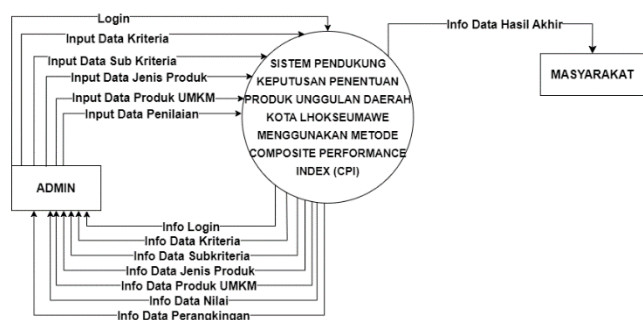 Login
Input Data Kriteria
Input Data Sub Kriteria
Input Data Jenis Produk
Input Data Produk UMKM
Input Data Penilaian
ADMIN
SISTEM PENDUKUNG
KEPUTUSAN PENENTUAN
PRODUK UNGGULAN DAERAH
KOTA LHOKSEUMAWE
MENGGUNAKAN METODE
COMPOSITE PERFORMANCE
INDEX (CPI)
Info Data Hasil Akhir
MASYARAKAT
Info Login
Info Data Kriteria
Info Data Subkriteria
Info Data Jenis Produk
Info Data Produk UMKM
Info Data Nilai
Info Data Perangkingan